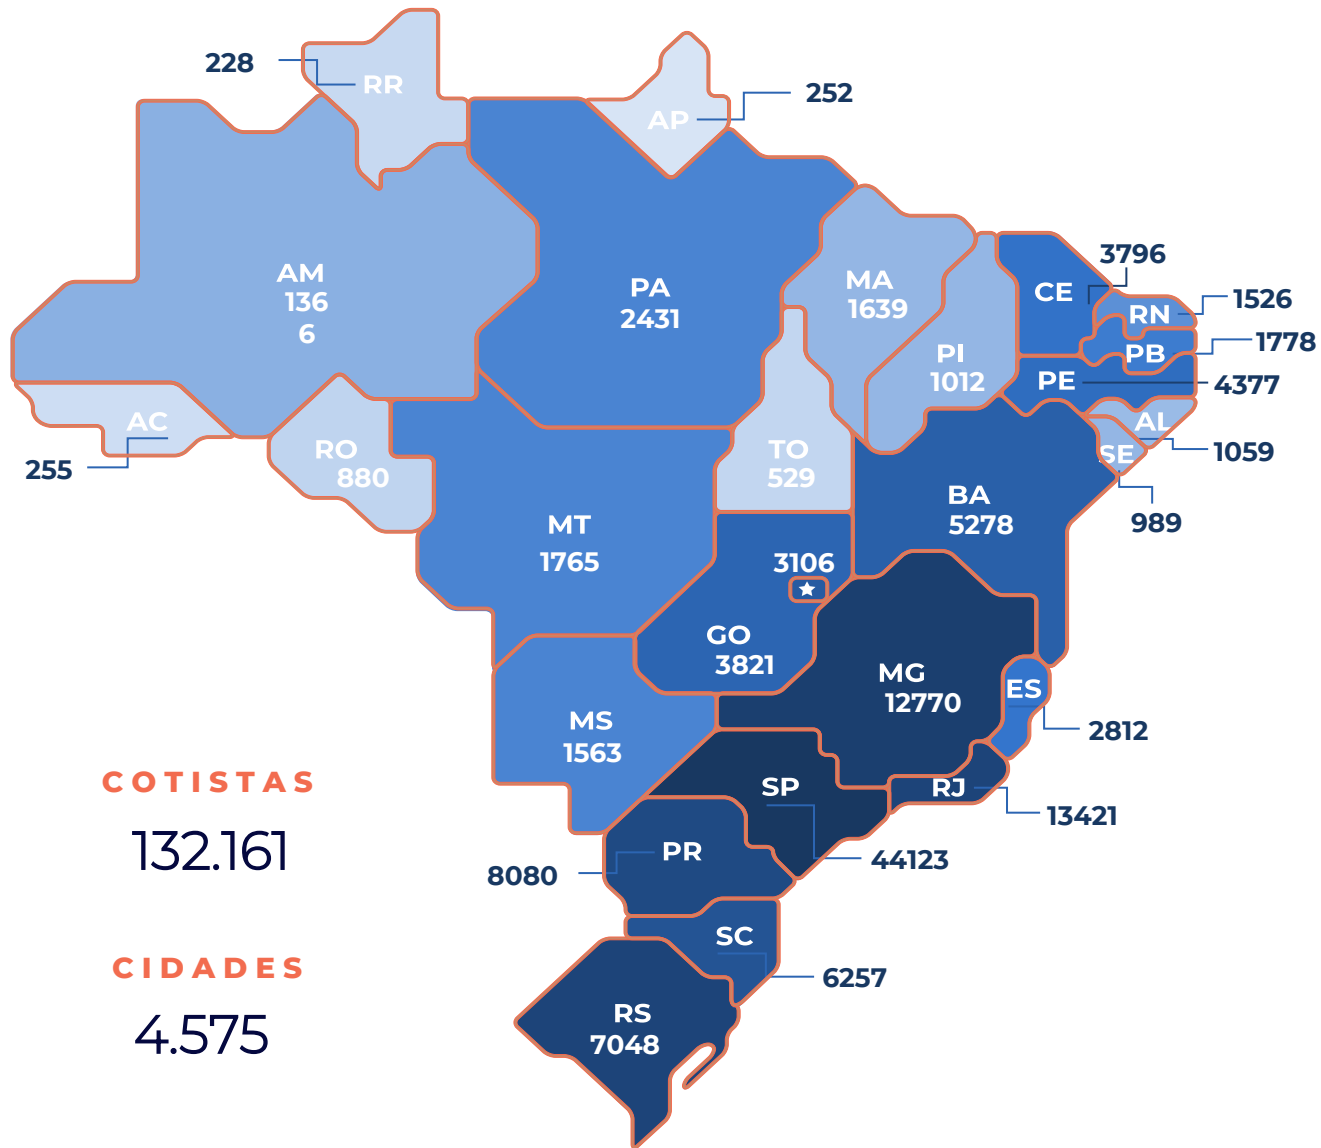 228
RR
AP
252
AM
136
6
PA
2431
MA
1639
CE
3796
RN
1526
PI
1012
PB
1778
PE
4377
AC
255
RO
880
TO
529
AL
1059
SE
989
BA
5278
MT
1765
3106
GO
3821
MG
12770
ES
2812
MS
1563
SP
44123
RJ
13421
COTISTAS
132.161
PR
8080
SC
6257
CIDADES
4.575
RS
7048